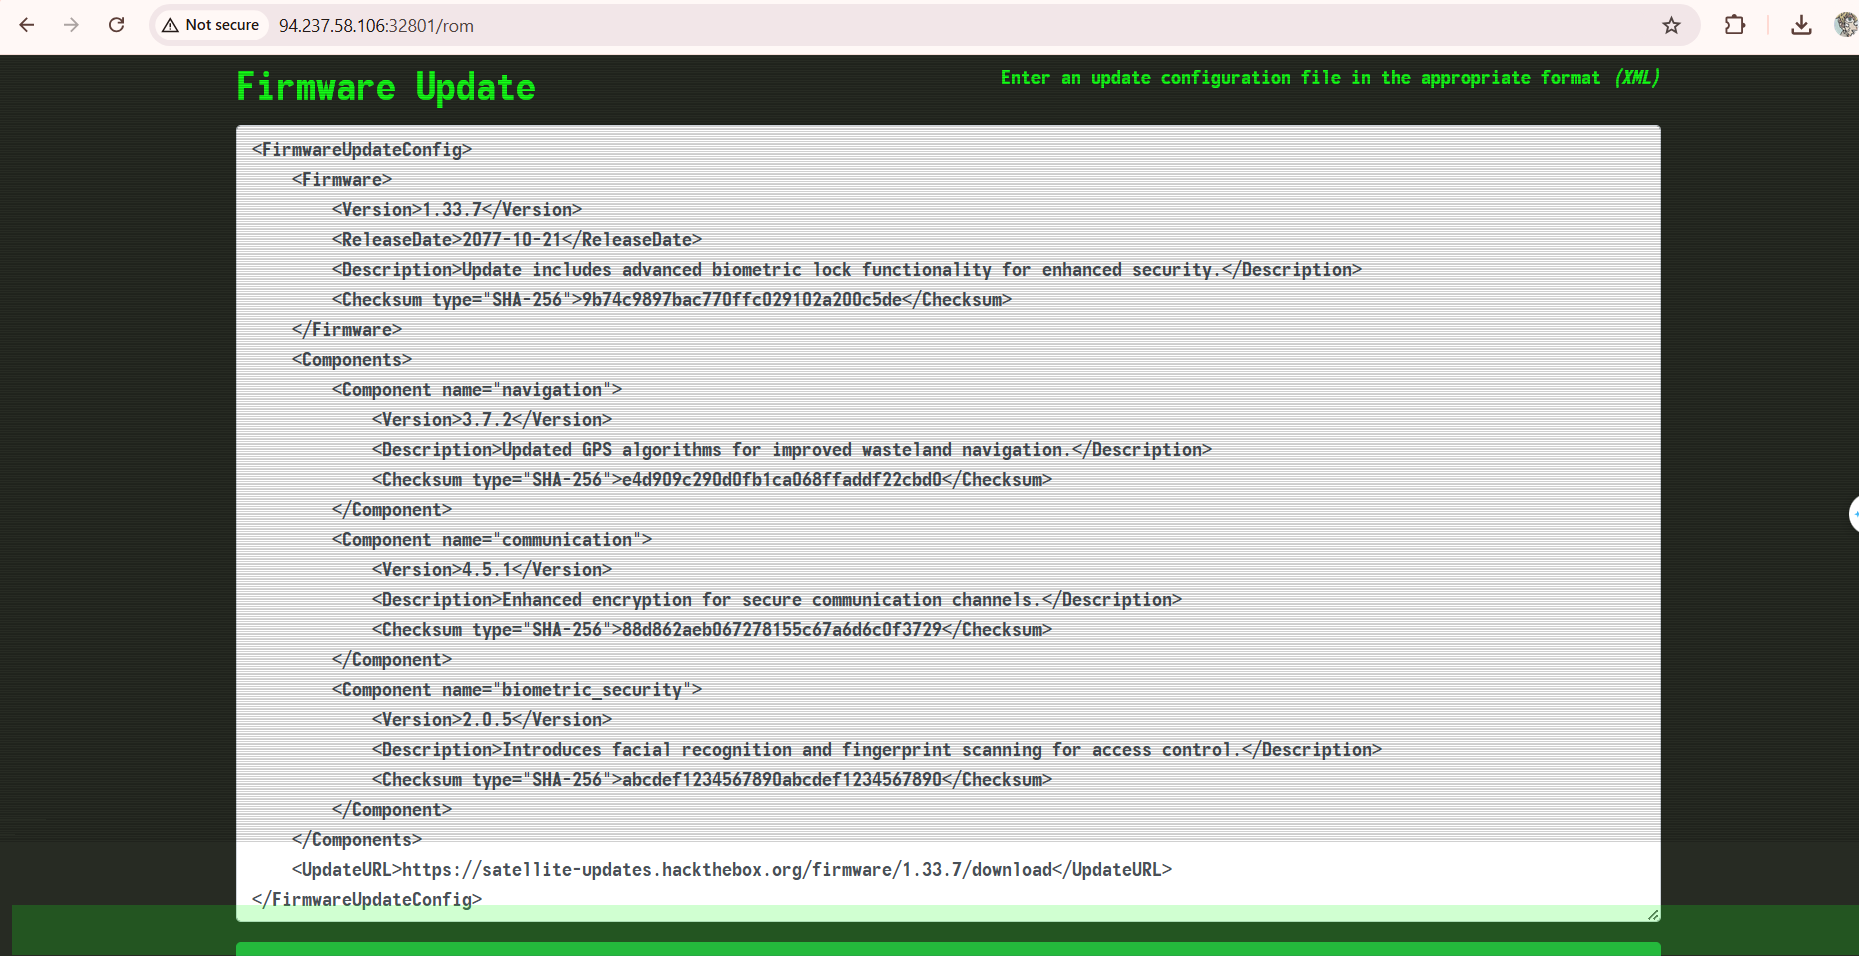 Not secure 94.237.58.106:32801/rom
Firmware Update
Enter an update configuration file in the appropriate format (XML)
<FirmwareUpdateConfig>
<Firmware>
<Version>1.33.7</Version>
<ReleaseDate>2077-10-21</ReleaseDate>
<Description>Update includes advanced biometric lock functionality for enhanced security.</Description>
<Checksum type="SHA-256">9b74c9897bac770ffc029102a200c5de</Checksum>
</Firmware>
<Components>
<Component name="navigation">
<Version>3.7.2</Version>
<Description>Updated GPS algorithms for improved wasteland navigation.</Description>
<Checksum type="SHA-256">e4d909c290d0fb1ca068ffaddf22cbd0</Checksum>
</Component>
<Component name="communication">
<Version>4.5.1</Version>
<Description>Enhanced encryption for secure communication channels.</Description>
<Checksum type="SHA-256">88d862aeb067278155c67a6d6c0f3729</Checksum>
</Component>
<Component name="biometric_security">
<Version>2.0.5</Version>
<Description>Introduces facial recognition and fingerprint scanning for access control.</Description>
<Checksum type="SHA-256">abcdef1234567890abcdef1234567890</Checksum>
</Component>
</Components>
<UpdateURL>https://satellite-updates.hackthebox.org/firmware/1.33.7/download</UpdateURL>
</FirmwareUpdateConfig>